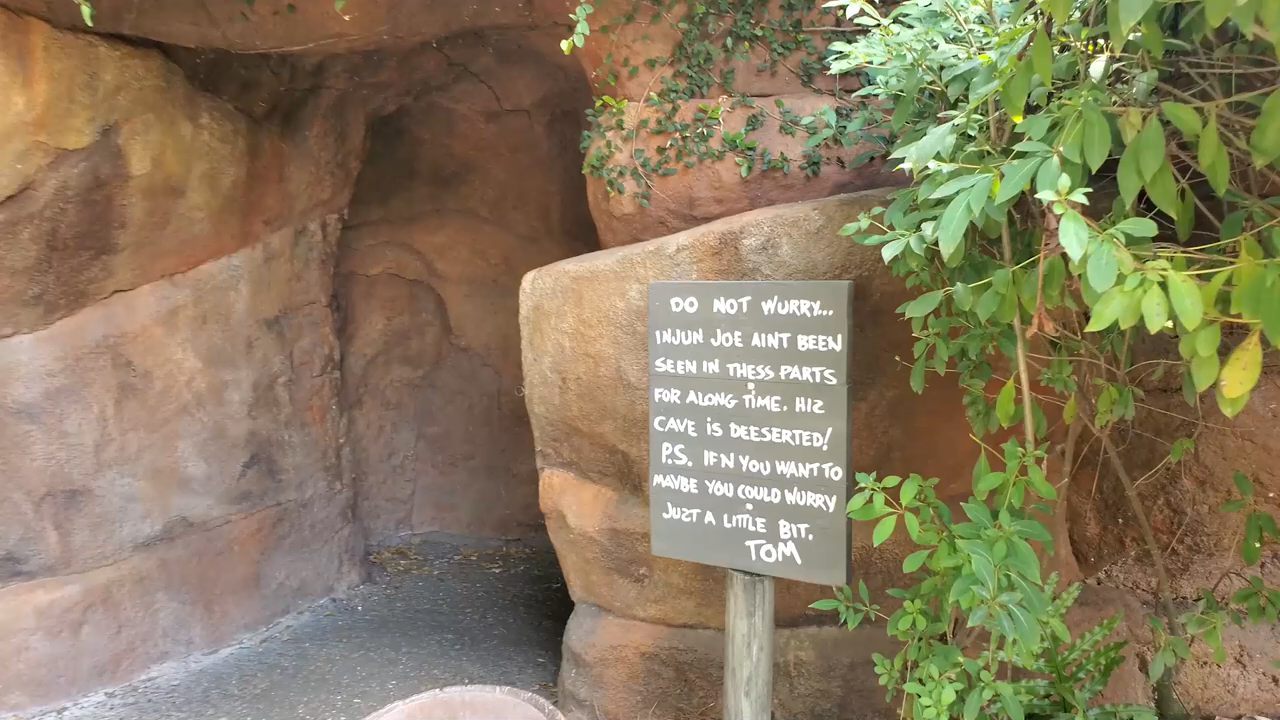 DO NOT WURRY...
INJUN JOE AINT BEEN
SEEN IN THESS PARTS
FOR ALONG TIME. HIZ
CAVE iS DEESERTED!
P.S. IFN YOU WANT TO
MAYBE YOU COULD WURRY
JUZT A LiTTLE BIT.
TOM